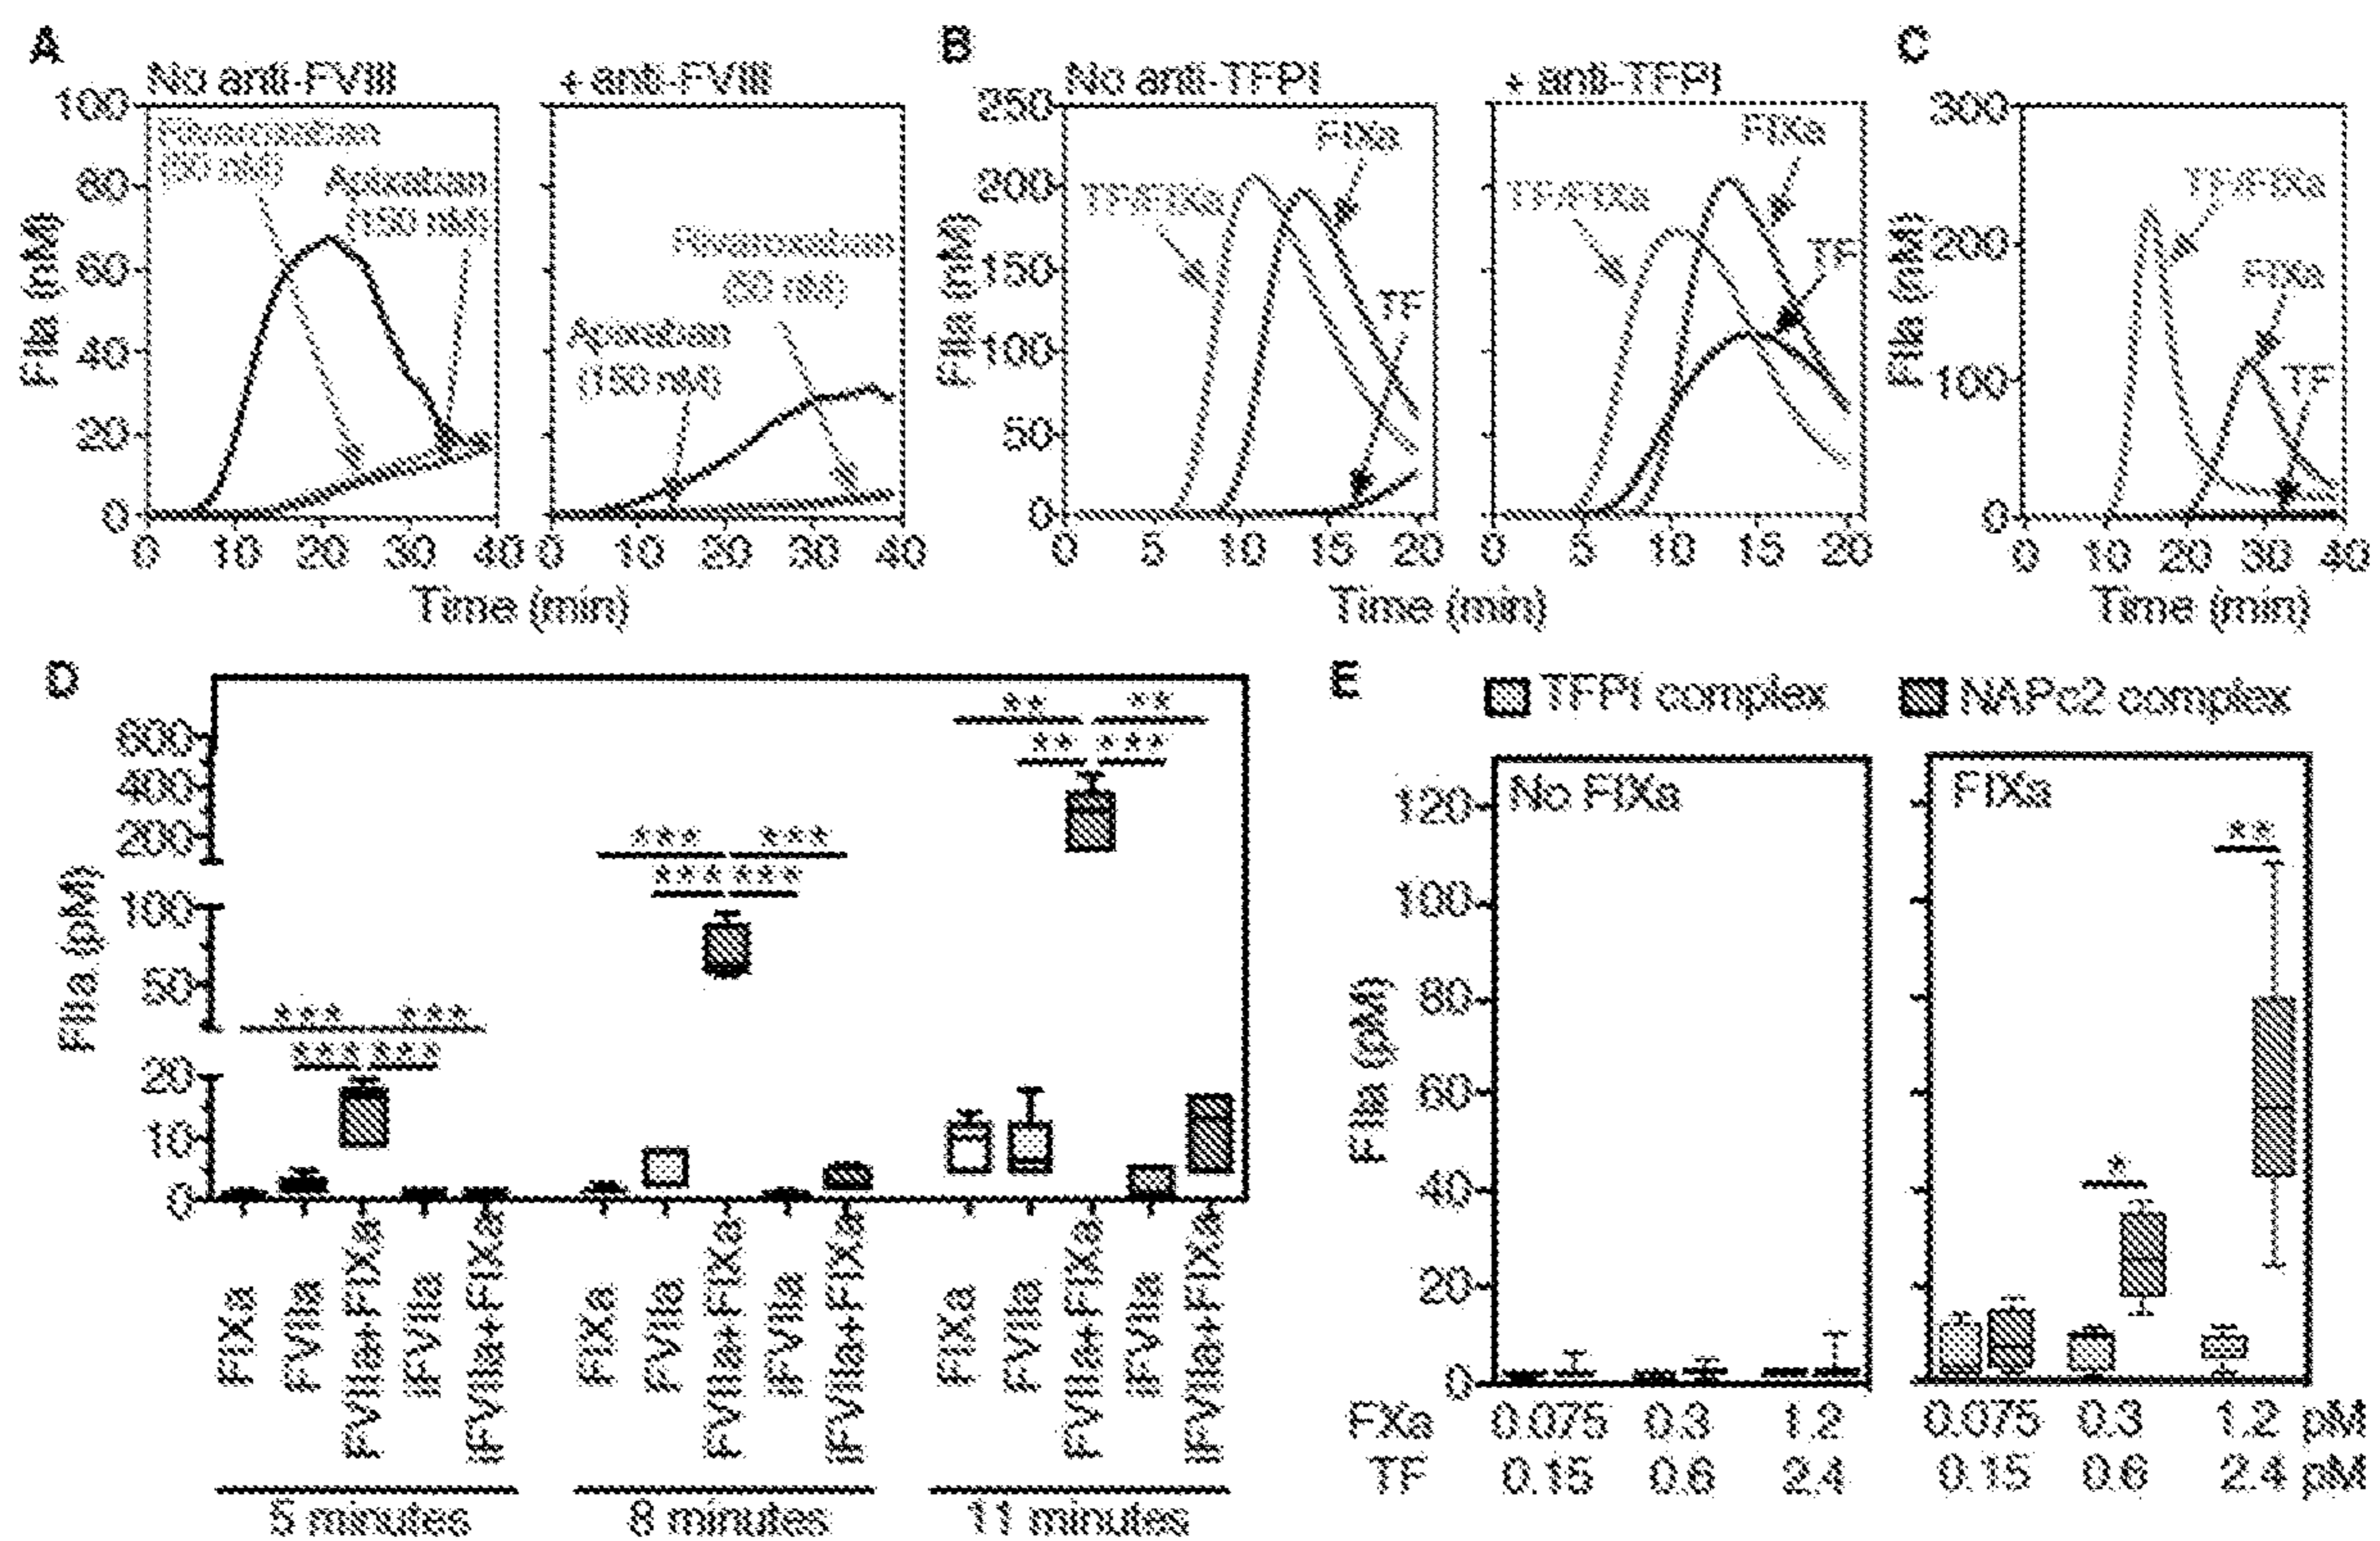 A
No anti-FVIII
+ anti-FVIII
100
80
60
40
20
0
FIIa (nM)
Rivaroxaban
Apixaban
(150 nM)
Rivaroxaban
Apixaban
(150 nM)
0 10 20 30 40
0 10 20 30 40
Time (min)
B
No anti-TFPI
+ anti-TFPI
250
200
150
100
50
0
FIIa (nM)
TF/FIXa
FIXa
TF
TF/FIXa
FIXa
TF
0 5 10 15 20
0 5 10 15 20
Time (min)
C
300
200
100
0
FIIa (nM)
TF/FIXa
FIXa
TF
0 10 20 30 40
Time (min)
D
600
400
200
100
50
20
10
0
FIIa (pM)
*** ***
*** ***
*** ***
*** ***
** **
** ***
FIXa
FVIIa
FVIIa+FIXa
iFVIIa
iFVIIa+FIXa
FIXa
FVIIa
FVIIa+FIXa
iFVIIa
iFVIIa+FIXa
FIXa
FVIIa
FVIIa+FIXa
iFVIIa
iFVIIa+FIXa
5 minutes
8 minutes
11 minutes
E
TFPI complex
NAPc2 complex
No FIXa
FIXa
120
100
80
60
40
20
0
FIIa (pM)
*
**
FXa 0.075 0.3 1.2 0.075 0.3 1.2 pM
TF 0.15 0.6 2.4 0.15 0.6 2.4 pM